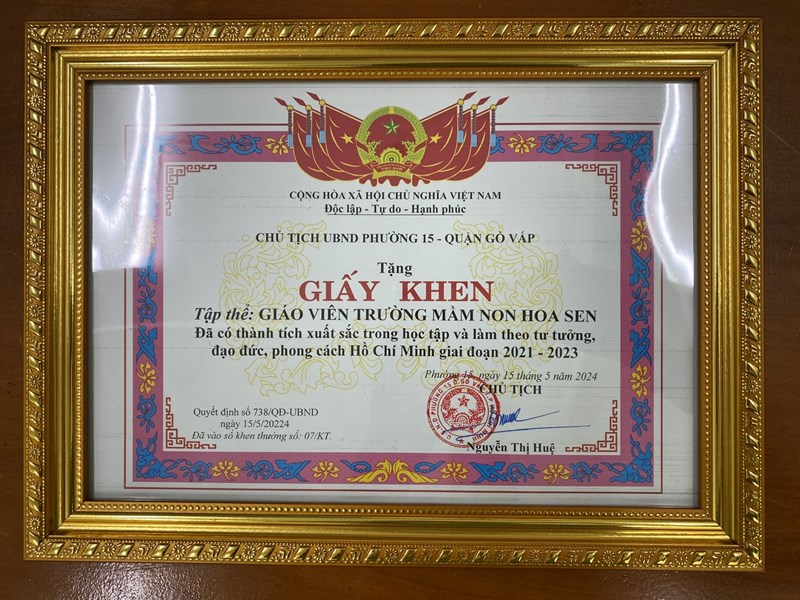 VIỆT NAM
CỘNG HÒA XÃ HỘI CHỦ NGHĨA VIỆT NAM
Độc lập - Tự do - Hạnh phúc
CHỦ TỊCH UBND PHƯỜNG 15 - QUẬN GÒ VẤP
Tặng
GIẤY KHEN
Tập thể: GIÁO VIÊN TRƯỜNG MẦM NON HOA SEN
Đã có thành tích xuất sắc trong học tập và làm theo tư tưởng,
đạo đức, phong cách Hồ Chí Minh giai đoạn 2021 - 2023
Phường 15, ngày 15 tháng 5 năm 2024
CHỦ TỊCH
Quyết định số 738/QĐ-UBND
ngày 15/5/20224
Đã vào sổ khen thưởng số: 07/KT.
Nguyễn Thị Huệ